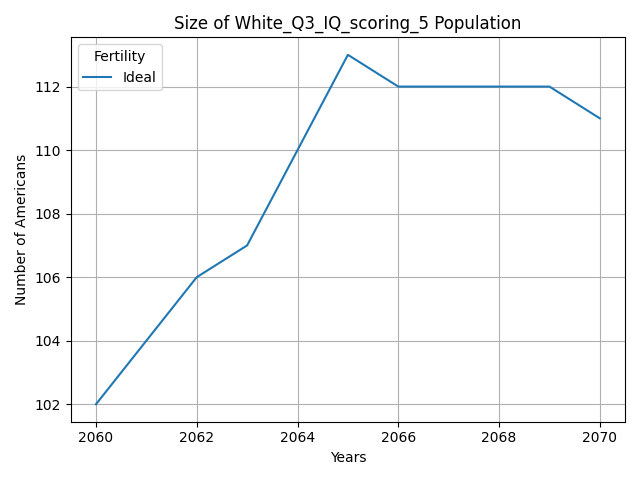 Size of White_Q3_IQ_scoring_5 Population
Fertility
Ideal
Number of Americans
112
110
108
106
104
102
2060 2062 2064 2066 2068 2070
Years